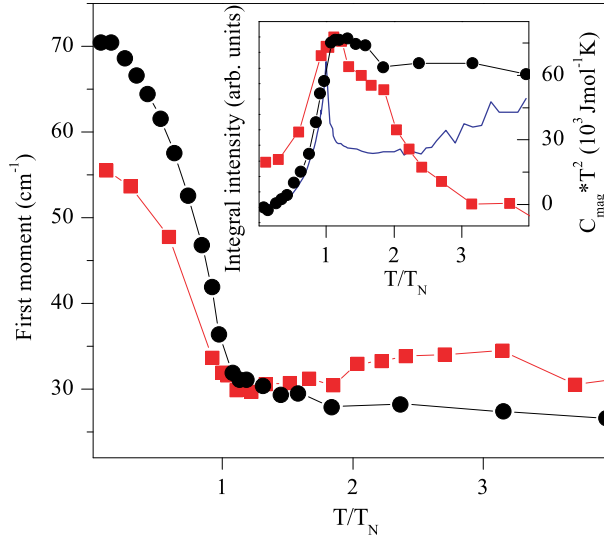 First moment (cm⁻¹)
70
60
50
40
30
1
2
3
T/T_N
Integral intensity (arb. units)
1
2
3
T/T_N
60
30
0
C_mag *T² (10³ Jmol⁻¹K)